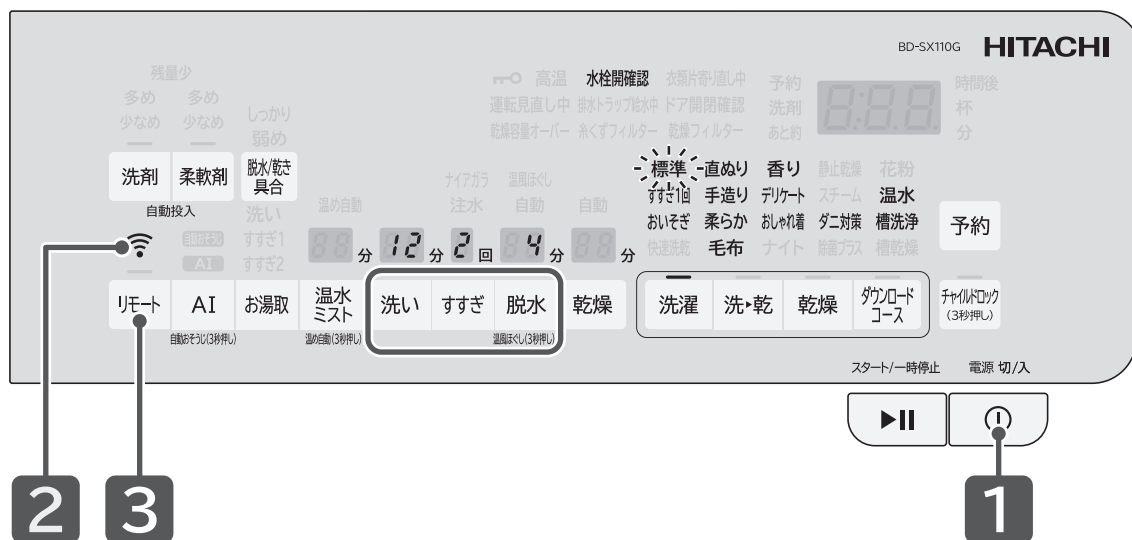 BD-SX110G HITACHI
残量少
多め 多め
少なめ 少なめ
しっかり
弱め
高温 水栓開確認 衣類片寄り直し中
運転見直し中 排水トラップ給水中 ドア開閉確認
乾燥容量オーバー 糸くずフィルター 乾燥フィルター
予約
洗剤
あと約
8:88
時間後
杯
分
洗剤 柔軟剤 脱水/乾き具合
自動投入
洗い
すすぎ1
すすぎ2
AI
温め自動
ナイアガラ
注水
温風ほぐし
自動
自動
88 分 12 分 2 回 84 分 88 分
標準 直ぬり 香り 静止乾燥 花粉
すすぎ1回 手造り デリケート スチーム 温水
おいそぎ 柔らか おしゃれ着 ダニ対策 槽洗浄
快速洗乾 毛布 ナイト 除菌プラス 槽乾燥
予約
リモート AI お湯取 温水ミスト 洗い すすぎ 脱水 乾燥 洗濯 洗▸乾 乾燥 ダウンロードコース チャイルドロック
(3秒押し)
自動おそうじ(3秒押し) 温め自動(3秒押し) 温風ほぐし(3秒押し)
スタート/一時停止 電源 切/入
2 3 1